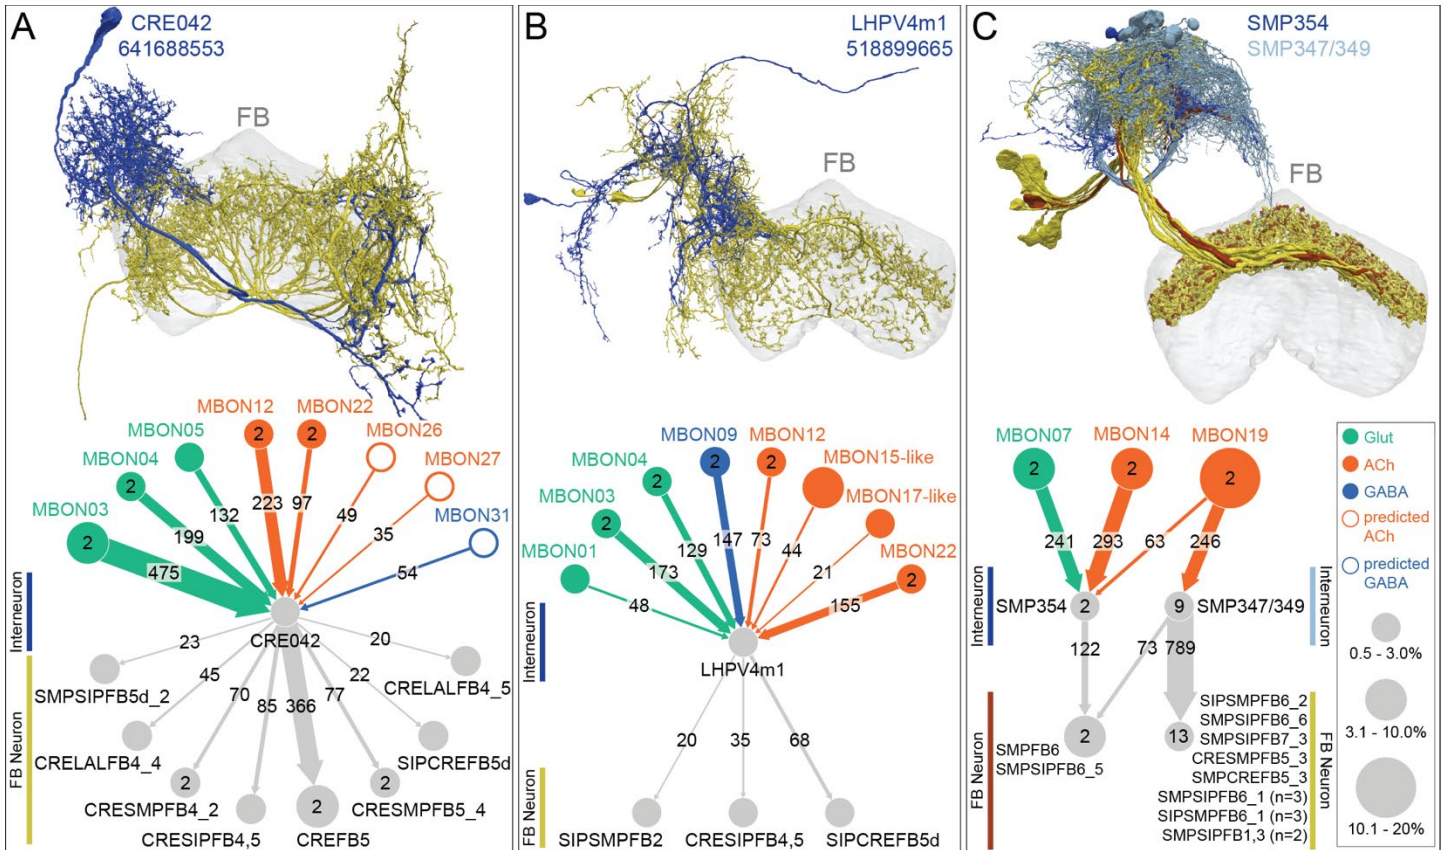 A
CRE042
641688553
FB
MBON12
MBON22
MBON05
MBON26
MBON04
MBON27
MBON03
MBON31
2
2
2
2
223
97
132
49
199
35
475
54
Interneuron
CRE042
23
20
45
22
70
77
85
366
SMPSIPFB5d_2
CRELALFB4_5
CRELALFB4_4
SIPCREFB5d
2
2
2
CRESMPFB4_2
CRESMPFB5_4
CRESIPFB4,5
CREFB5
FB Neuron
B
LHPV4m1
518899665
FB
MBON09
MBON12
MBON04
MBON15-like
MBON03
MBON17-like
MBON01
MBON22
2
2
2
2
2
147
73
129
44
173
21
48
155
Interneuron
LHPV4m1
20
35
68
FB Neuron
SIPSMPFB2
CRESIPFB4,5
SIPCREFB5d
C
SMP354
SMP347/349
FB
MBON07
MBON14
MBON19
2
2
2
241
293
63
246
Interneuron
SMP354
2
9
SMP347/349
Interneuron
122
73
789
2
13
SMPFB6
SMPSIPFB6_5
FB Neuron
SIPSMPFB6_2
SMPSIPFB6_6
SMPSIPFB7_3
CRESMPFB5_3
SMPCREFB5_3
SMPSIPFB6_1 (n=3)
SIPSMPFB6_1 (n=3)
SMPSIPFB1,3 (n=2)
FB Neuron
Glut
ACh
GABA
predicted
ACh
predicted
GABA
0.5 - 3.0%
3.1 - 10.0%
10.1 - 20%